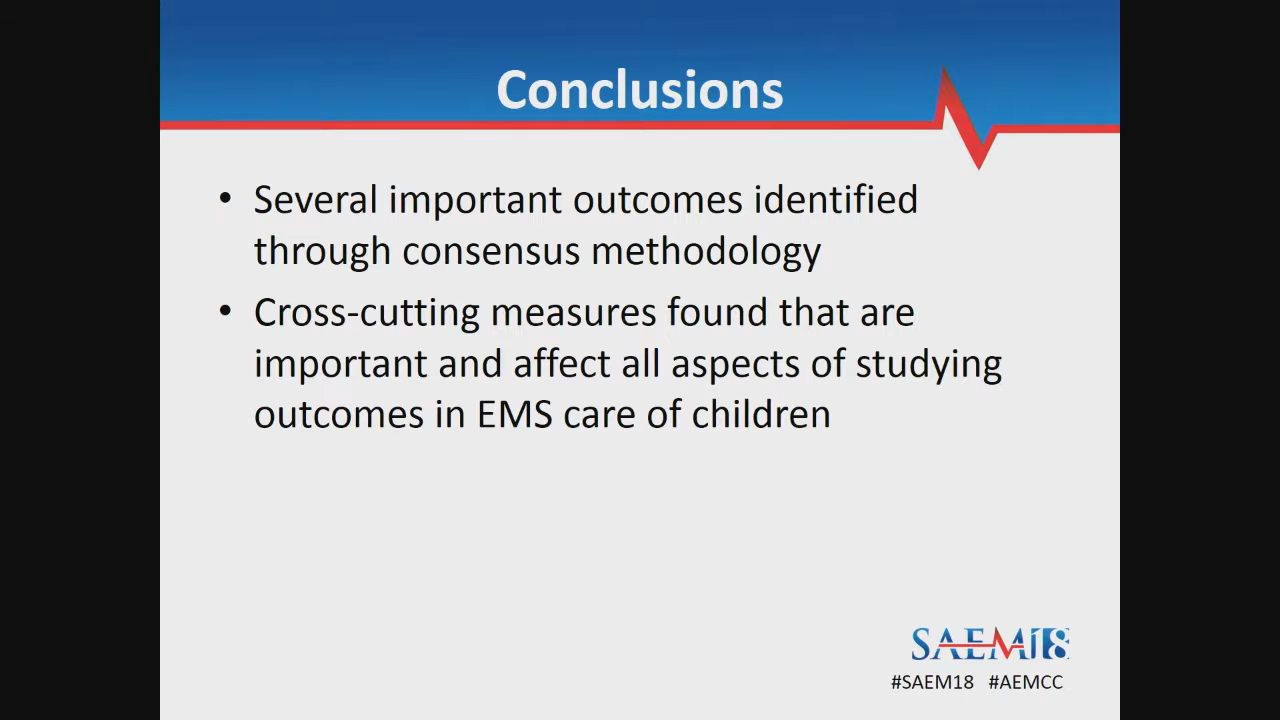 Conclusions
• Several important outcomes identified
through consensus methodology
• Cross-cutting measures found that are
important and affect all aspects of studying
outcomes in EMS care of children
SAEM18
#SAEM18 #AEMCC